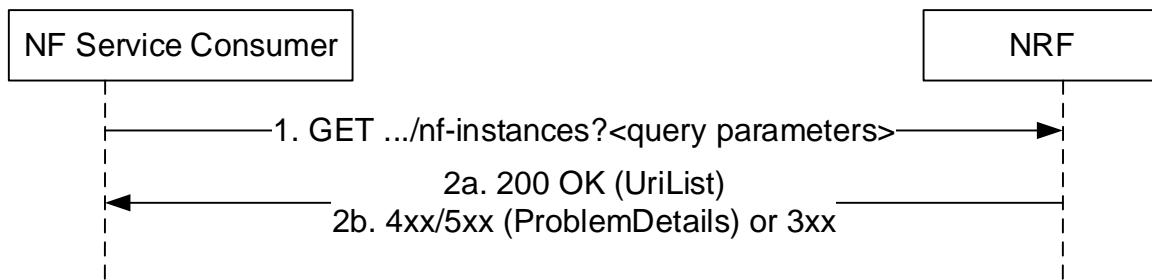 NF Service Consumer
NRF
1. GET .../nf-instances?<query parameters>
2a. 200 OK (UriList)
2b. 4xx/5xx (ProblemDetails) or 3xx